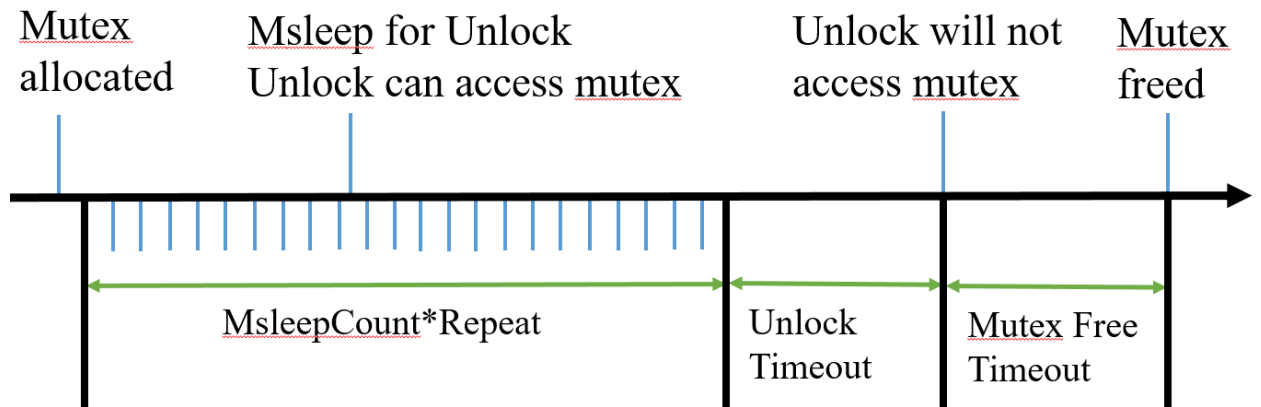 Mutex
allocated
Msleep for Unlock
Unlock can access mutex
Unlock will not
access mutex
Mutex
freed
MsleepCount*Repeat
Unlock
Timeout
Mutex Free
Timeout